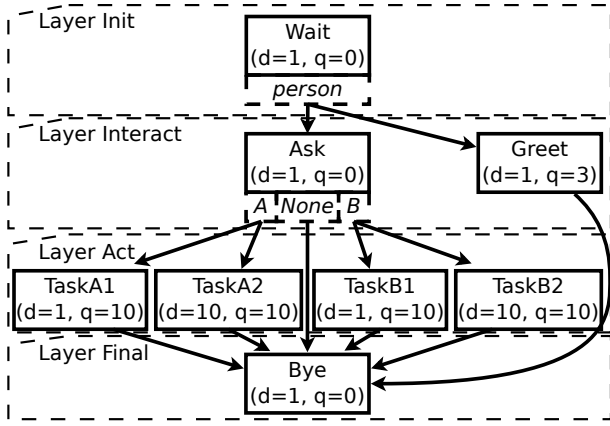 Layer Init
Wait
(d=1, q=0)
person
Layer Interact
Ask
(d=1, q=0)
Greet
(d=1, q=3)
A None B
Layer Act
TaskA1
(d=1, q=10)
TaskA2
(d=10, q=10)
TaskB1
(d=1, q=10)
TaskB2
(d=10, q=10)
Layer Final
Bye
(d=1, q=0)